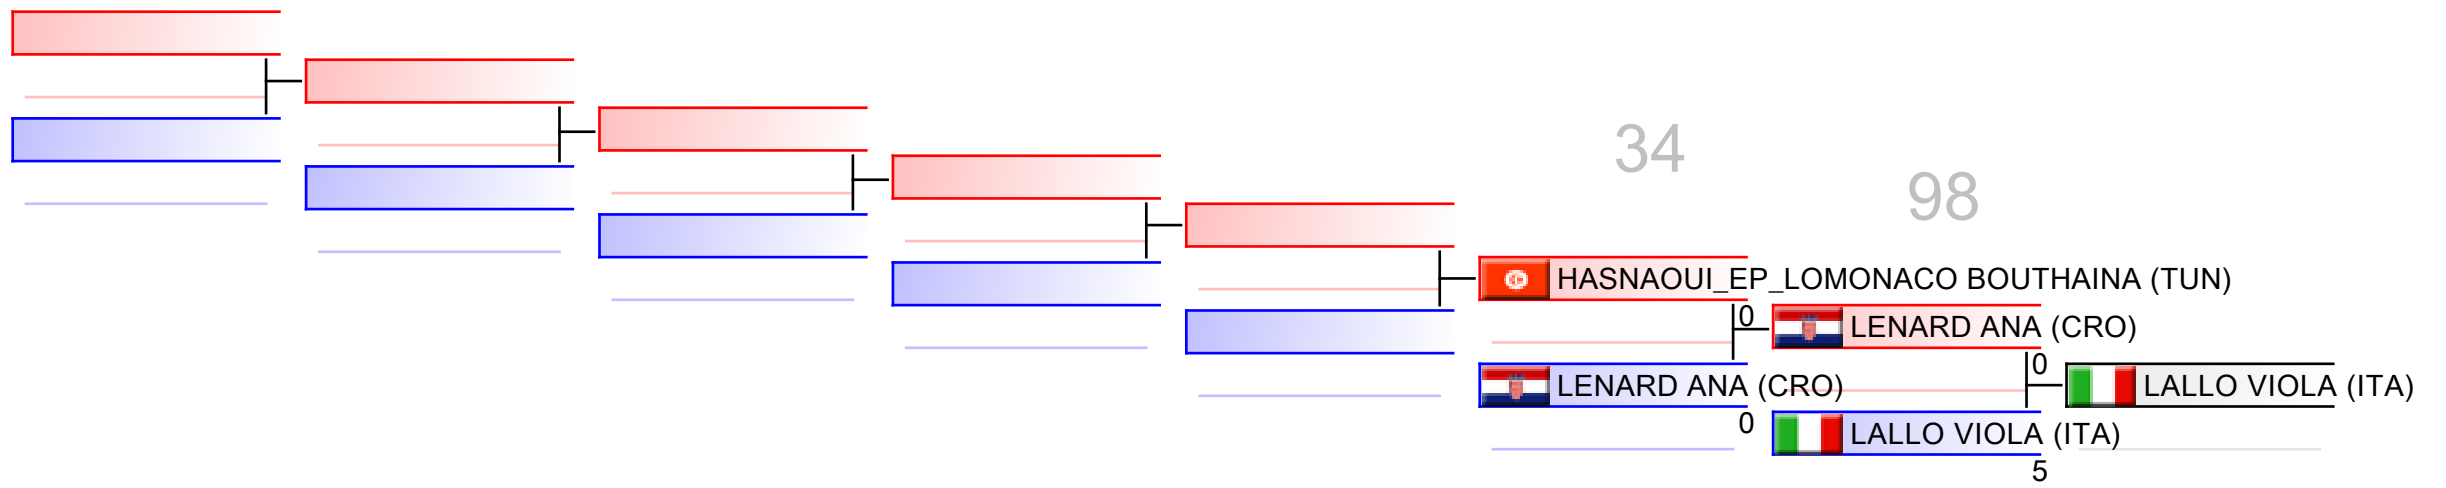 34
98
HASNAOUI_EP_LOMONACO BOUTHAINA (TUN)
0
LENARD ANA (CRO)
0
LENARD ANA (CRO)
LALLO VIOLA (ITA)
0
LALLO VIOLA (ITA)
5